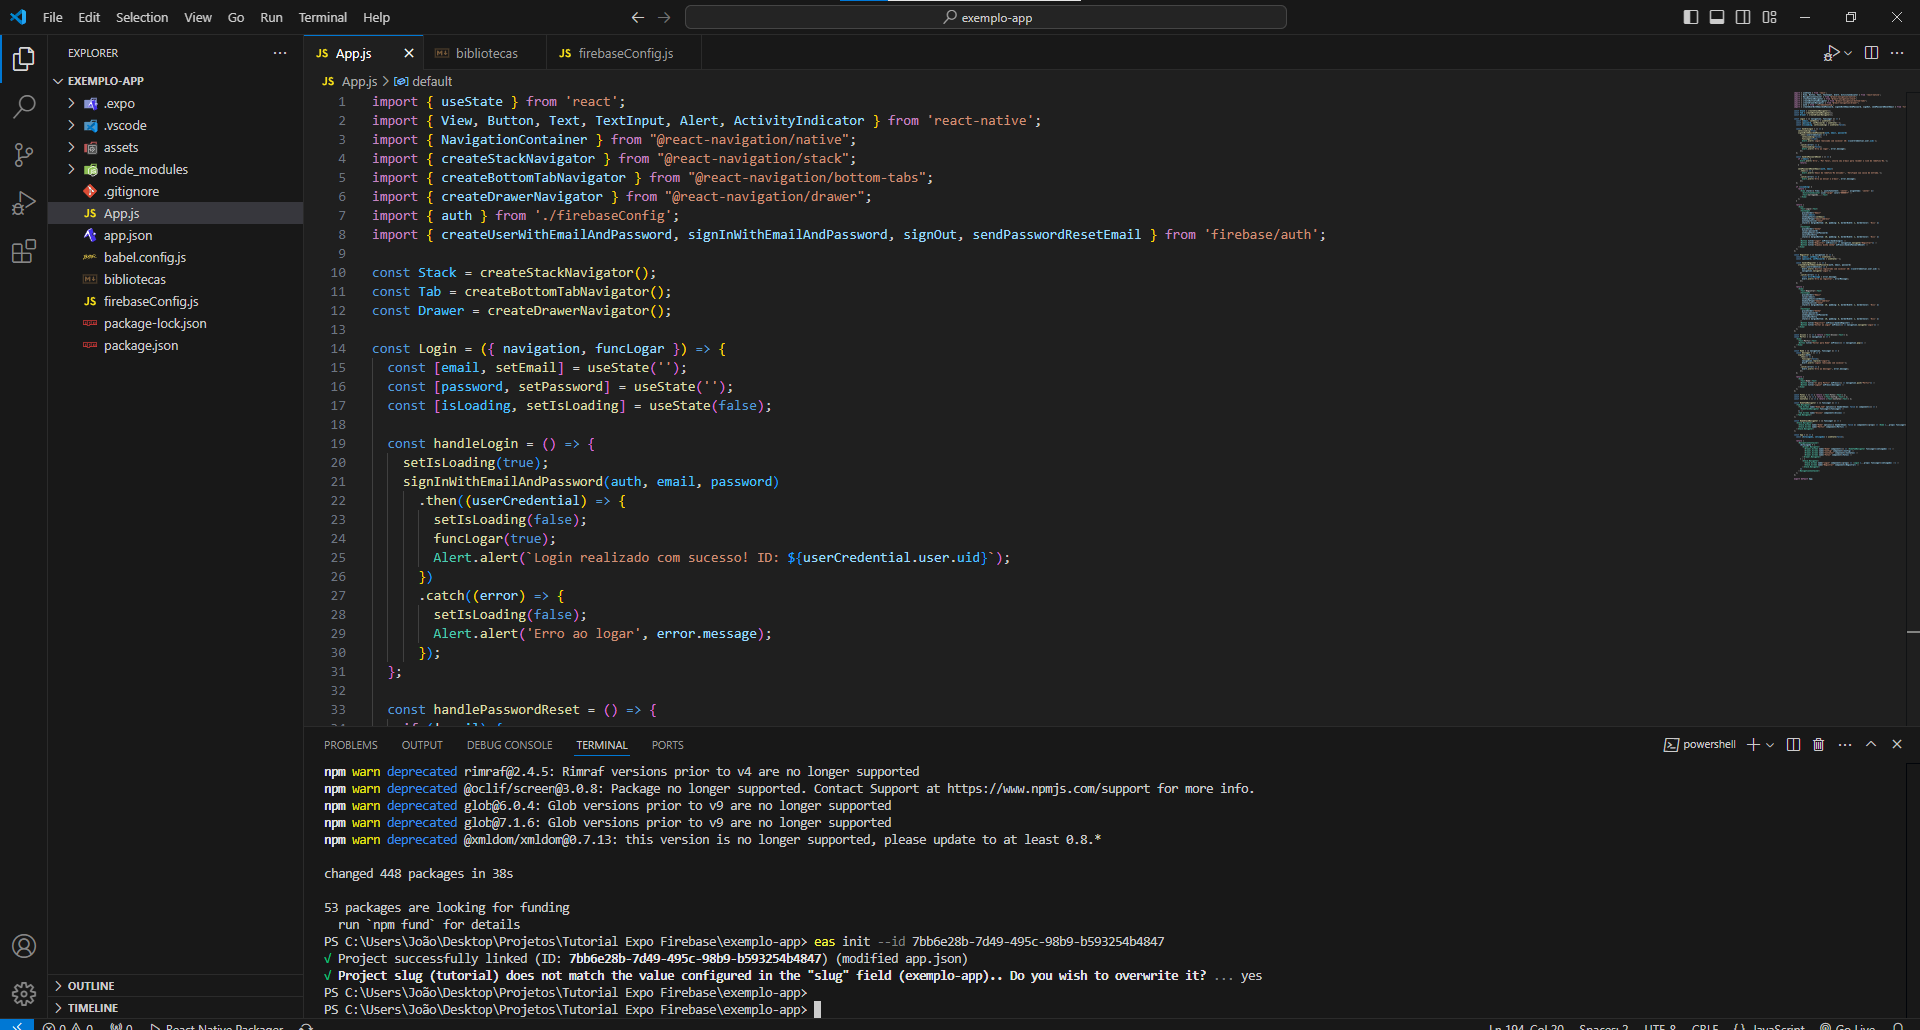 File Edit Selection View Go Run Terminal Help
exemplo-app
EXPLORER
EXEMPLO-APP
.expo
.vscode
assets
node_modules
.gitignore
JS App.js
app.json
babel.config.js
bibliotecas
JS firebaseConfig.js
package-lock.json
package.json
OUTLINE
TIMELINE
JS App.js bibliotecas JS firebaseConfig.js
JS App.js > default
1 import { useState } from 'react';
2 import { View, Button, Text, TextInput, Alert, ActivityIndicator } from 'react-native';
3 import { NavigationContainer } from "@react-navigation/native";
4 import { createStackNavigator } from "@react-navigation/stack";
5 import { createBottomTabNavigator } from "@react-navigation/bottom-tabs";
6 import { createDrawerNavigator } from "@react-navigation/drawer";
7 import { auth } from './firebaseConfig';
8 import { createUserWithEmailAndPassword, signInWithEmailAndPassword, signOut, sendPasswordResetEmail } from 'firebase/auth';
9
10 const Stack = createStackNavigator();
11 const Tab = createBottomTabNavigator();
12 const Drawer = createDrawerNavigator();
13
14 const Login = ({ navigation, funcLogar }) => {
15 const [email, setEmail] = useState('');
16 const [password, setPassword] = useState('');
17 const [isLoading, setIsLoading] = useState(false);
18
19 const handleLogin = () => {
20 setIsLoading(true);
21 signInWithEmailAndPassword(auth, email, password)
22 .then((userCredential) => {
23 setIsLoading(false);
24 funcLogar(true);
25 Alert.alert(`Login realizado com sucesso! ID: ${userCredential.user.uid}`);
26 })
27 .catch((error) => {
28 setIsLoading(false);
29 Alert.alert('Erro ao logar', error.message);
30 });
31 };
32
33 const handlePasswordReset = () => {
PROBLEMS OUTPUT DEBUG CONSOLE TERMINAL PORTS
powershell
npm warn deprecated rimraf@2.4.5: Rimraf versions prior to v4 are no longer supported
npm warn deprecated @oclif/screen@3.0.8: Package no longer supported. Contact Support at https://www.npmjs.com/support for more info.
npm warn deprecated glob@6.0.4: Glob versions prior to v9 are no longer supported
npm warn deprecated glob@7.1.6: Glob versions prior to v9 are no longer supported
npm warn deprecated @xmldom/xmldom@0.7.13: this version is no longer supported, please update to at least 0.8.*
changed 448 packages in 38s
53 packages are looking for funding
run `npm fund` for details
PS C:\Users\João\Desktop\Projetos\Tutorial Expo Firebase\exemplo-app> eas init --id 7bb6e28b-7d49-495c-98b9-b593254b4847
√ Project successfully linked (ID: 7bb6e28b-7d49-495c-98b9-b593254b4847) (modified app.json)
√ Project slug (tutorial) does not match the value configured in the "slug" field (exemplo-app).. Do you wish to overwrite it? ... yes
PS C:\Users\João\Desktop\Projetos\Tutorial Expo Firebase\exemplo-app>
PS C:\Users\João\Desktop\Projetos\Tutorial Expo Firebase\exemplo-app>
0 0 0 React Native Packager Ln 194, Col 20 Spaces: 2 UTF-8 CRLF {} JavaScript Go Live